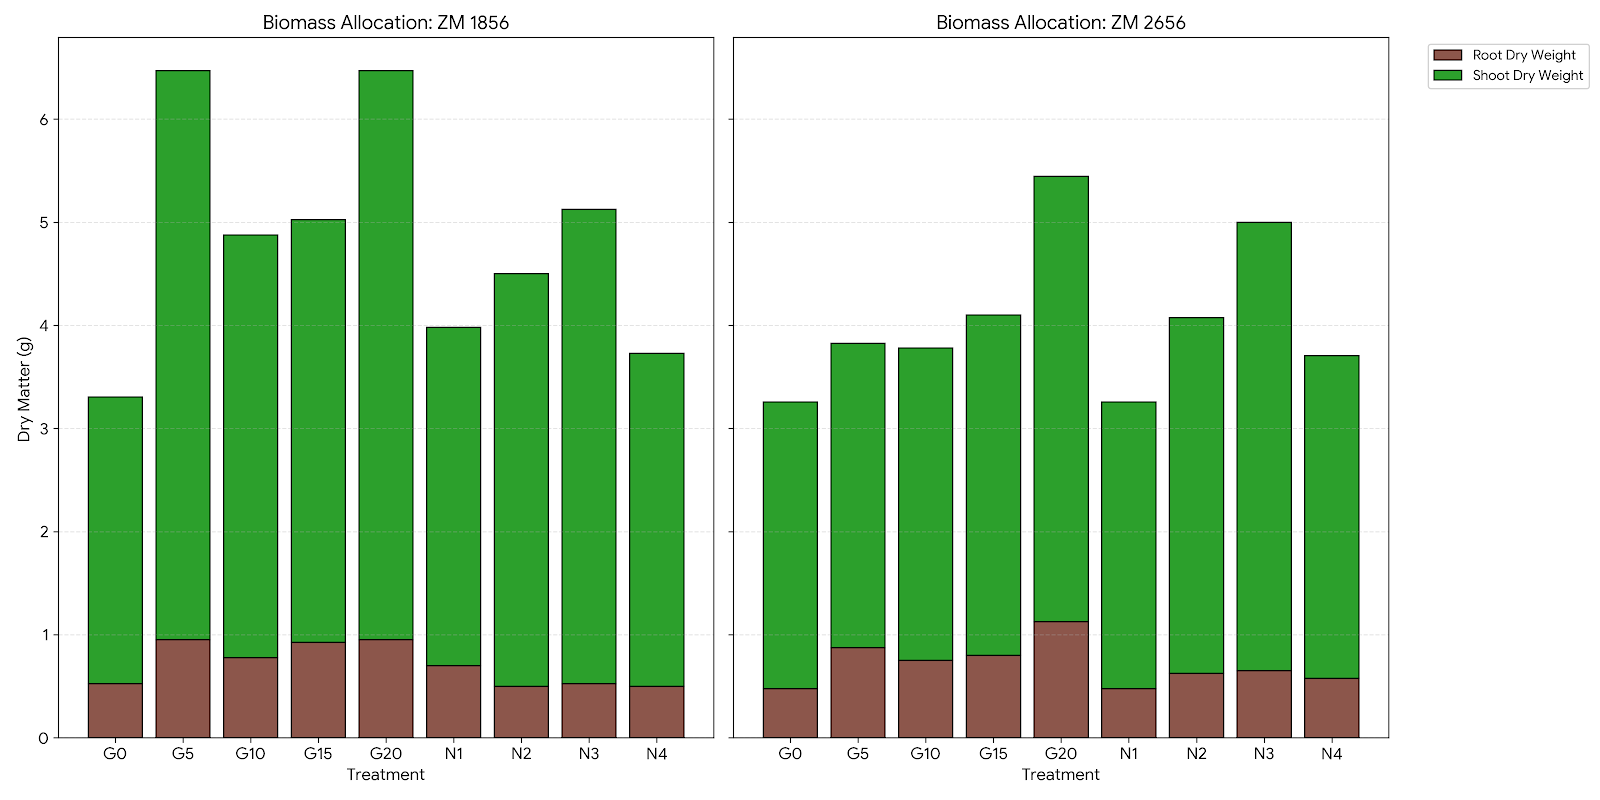 Biomass Allocation: ZM 1856
Biomass Allocation: ZM 2656
Root Dry Weight
Shoot Dry Weight
Dry Matter (g)
6
5
4
3
2
1
0
G0 G5 G10 G15 G20 N1 N2 N3 N4
G0 G5 G10 G15 G20 N1 N2 N3 N4
Treatment
Treatment